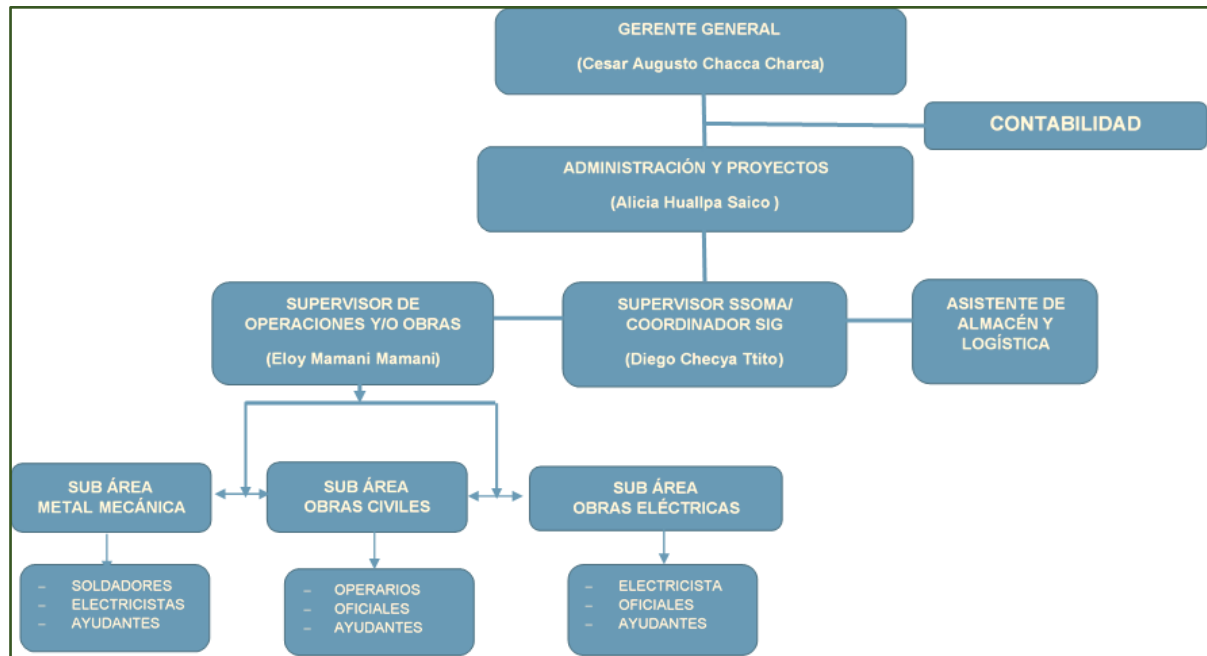 GERENTE GENERAL
(Cesar Augusto Chacca Charca)
CONTABILIDAD
ADMINISTRACIÓN Y PROYECTOS
(Alicia Huallpa Saico )
SUPERVISOR DE
OPERACIONES Y/O OBRAS
(Eloy Mamani Mamani)
SUPERVISOR SSOMA/
COORDINADOR SIG
(Diego Checya Ttito)
ASISTENTE DE
ALMACÉN Y
LOGÍSTICA
SUB ÁREA
METAL MECÁNICA
SUB ÁREA
OBRAS CIVILES
SUB ÁREA
OBRAS ELÉCTRICAS
– SOLDADORES
– ELECTRICISTAS
– AYUDANTES
– OPERARIOS
– OFICIALES
– AYUDANTES
– ELECTRICISTA
– OFICIALES
– AYUDANTES